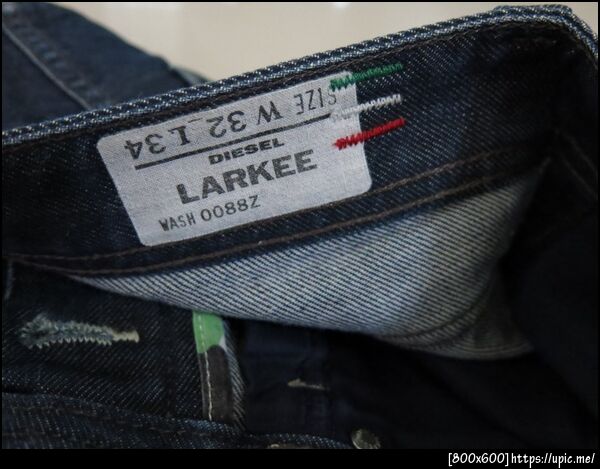 SIZE W 32 L 34
DIESEL
LARKEE
WASH 0088Z
[800x600]https://upic.me/